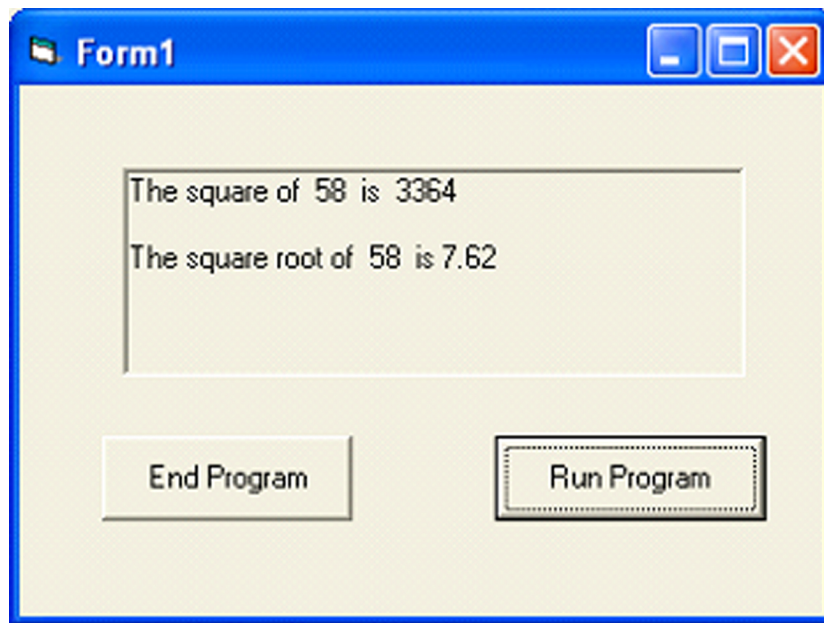 Form1
The square of  58  is  3364
The square root of  58  is 7.62
End Program
Run Program